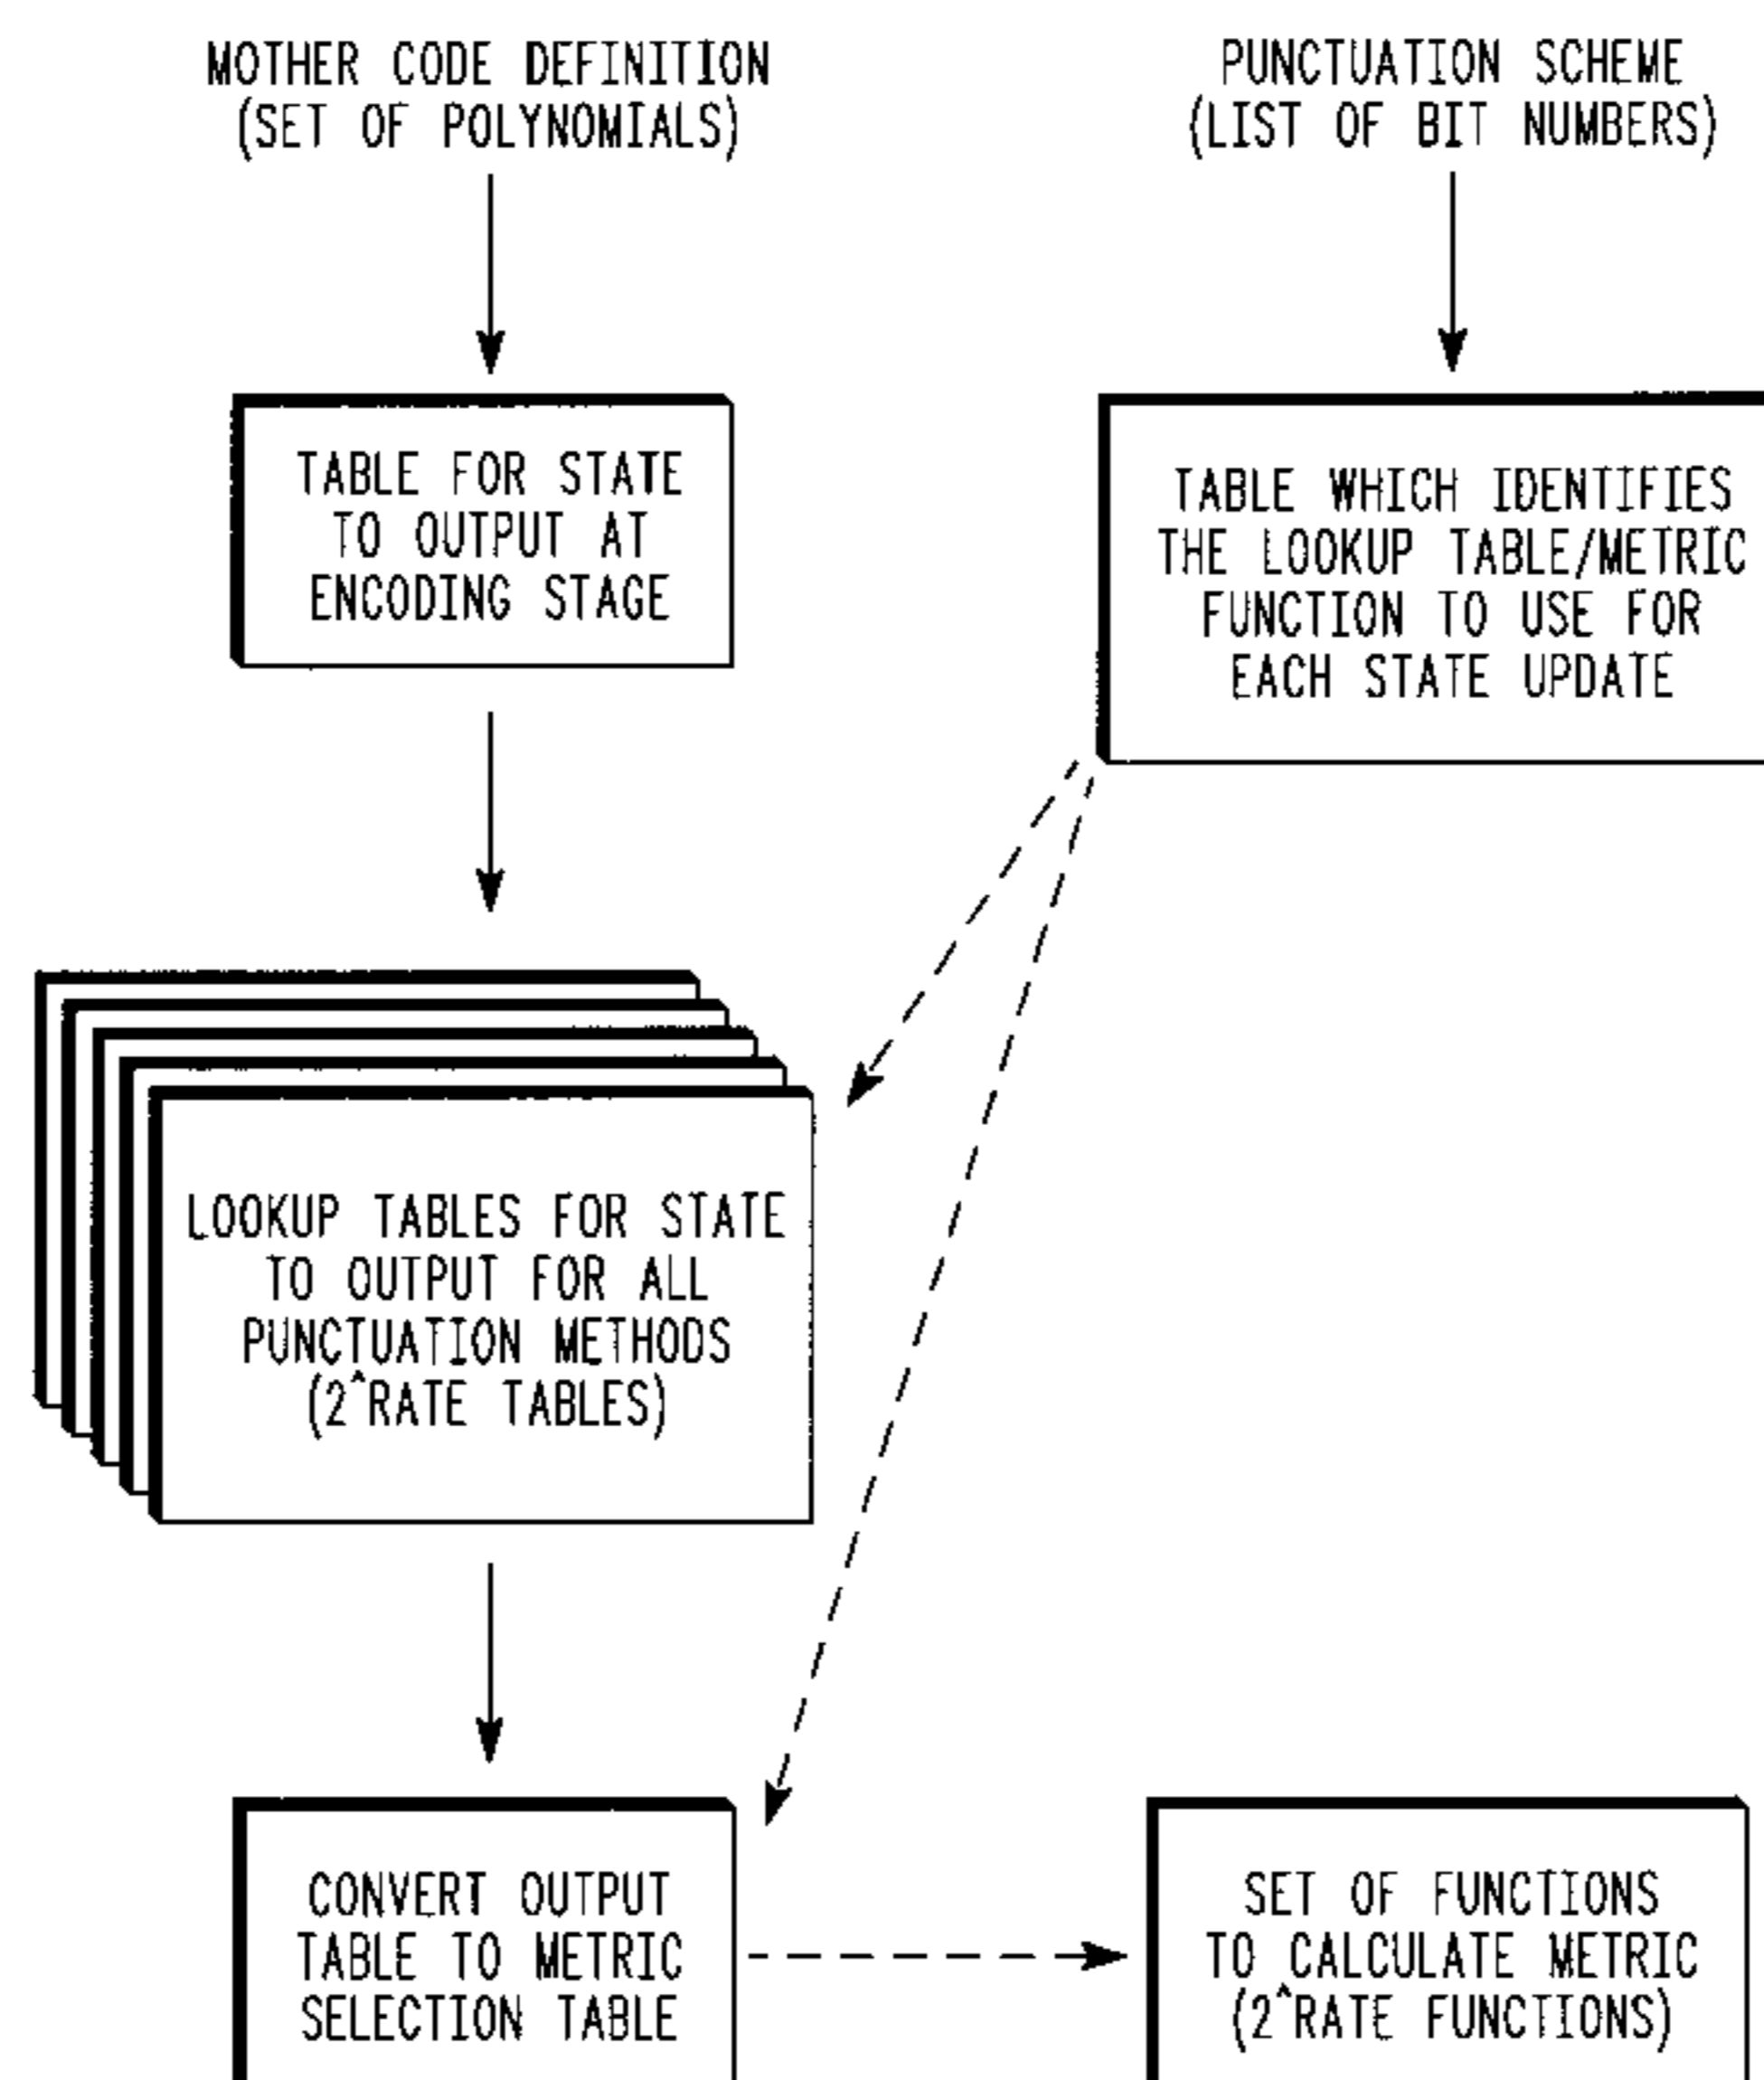 MOTHER CODE DEFINITION
(SET OF POLYNOMIALS)
PUNCTUATION SCHEME
(LIST OF BIT NUMBERS)
TABLE FOR STATE
TO OUTPUT AT
ENCODING STAGE
TABLE WHICH IDENTIFIES
THE LOOKUP TABLE/METRIC
FUNCTION TO USE FOR
EACH STATE UPDATE
LOOKUP TABLES FOR STATE
TO OUTPUT FOR ALL
PUNCTUATION METHODS
(2^RATE TABLES)
CONVERT OUTPUT
TABLE TO METRIC
SELECTION TABLE
SET OF FUNCTIONS
TO CALCULATE METRIC
(2^RATE FUNCTIONS)